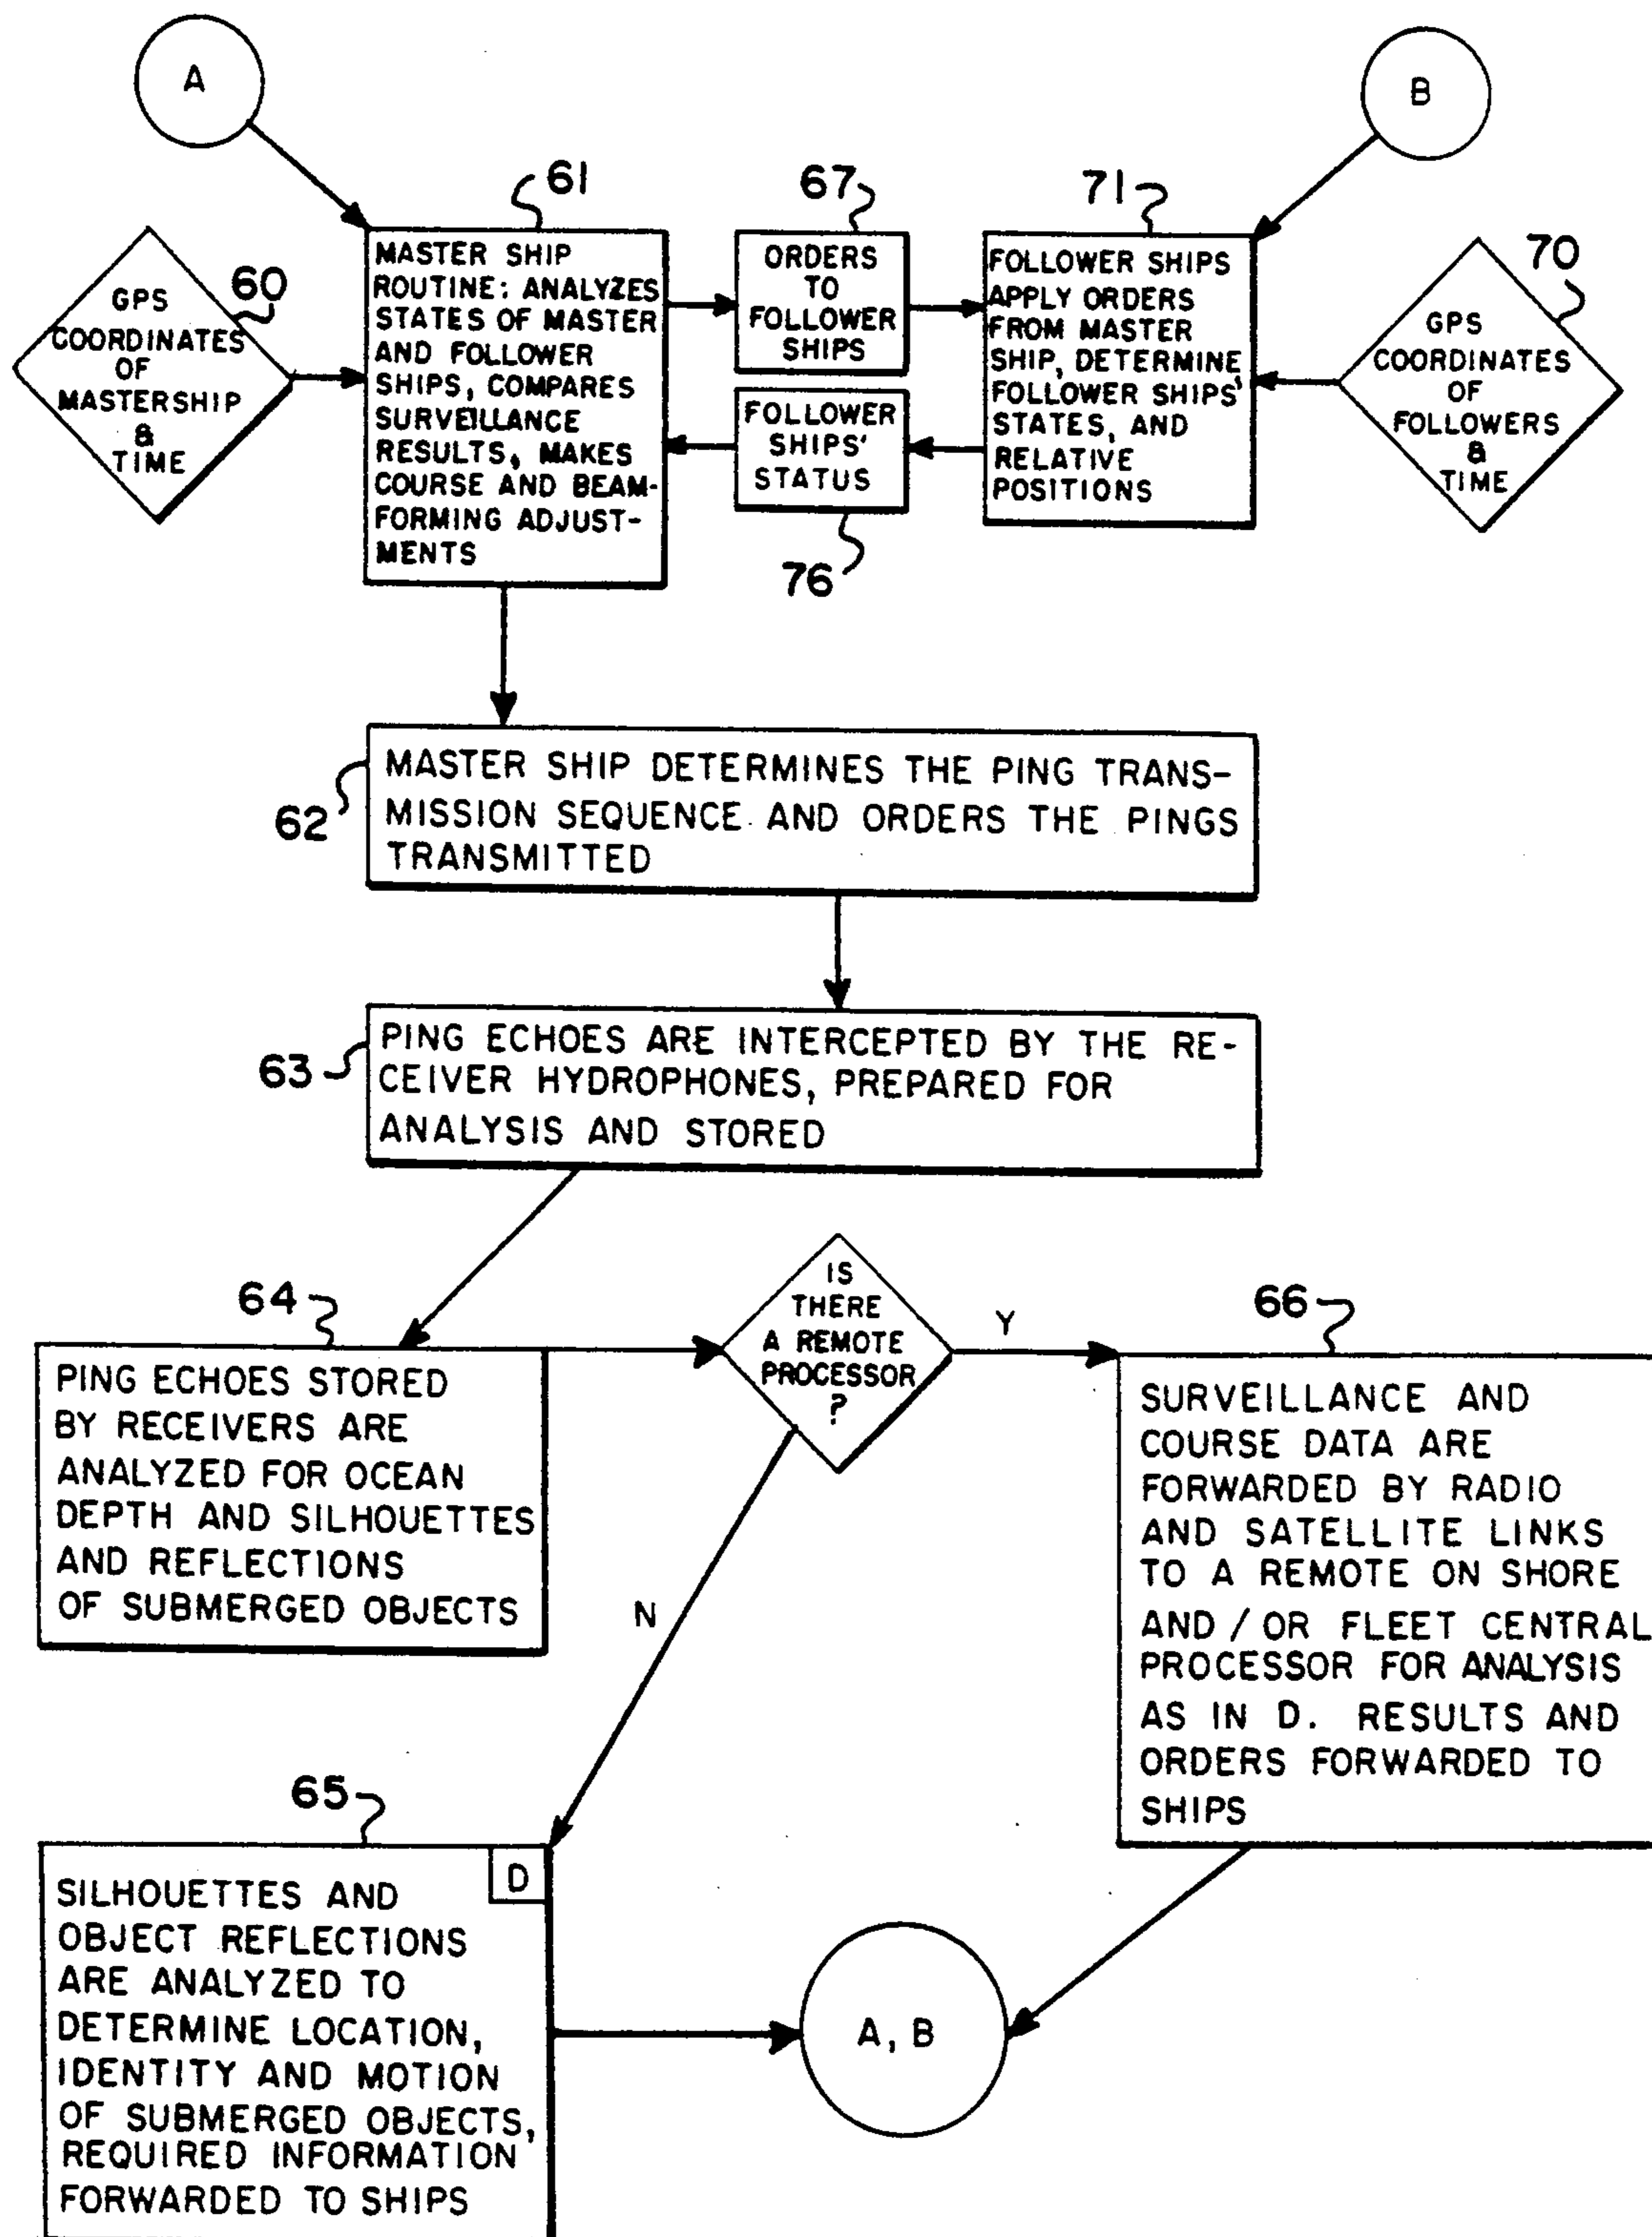 A
B
61
67
71
60
70
GPS
COORDINATES
OF
MASTERSHIP
&
TIME
MASTER SHIP
ROUTINE: ANALYZES
STATES OF MASTER
AND FOLLOWER
SHIPS, COMPARES
SURVEILLANCE
RESULTS, MAKES
COURSE AND BEAM-
FORMING ADJUST-
MENTS
ORDERS
TO
FOLLOWER
SHIPS
FOLLOWER
SHIPS'
STATUS
76
FOLLOWER SHIPS
APPLY ORDERS
FROM MASTER
SHIP, DETERMINE
FOLLOWER SHIPS'
STATES, AND
RELATIVE
POSITIONS
GPS
COORDINATES
OF
FOLLOWERS
&
TIME
62
MASTER SHIP DETERMINES THE PING TRANS-
MISSION SEQUENCE AND ORDERS THE PINGS
TRANSMITTED
63
PING ECHOES ARE INTERCEPTED BY THE RE-
CEIVER HYDROPHONES, PREPARED FOR
ANALYSIS AND STORED
64
PING ECHOES STORED
BY RECEIVERS ARE
ANALYZED FOR OCEAN
DEPTH AND SILHOUETTES
AND REFLECTIONS
OF SUBMERGED OBJECTS
IS
THERE
A REMOTE
PROCESSOR
?
Y
N
66
SURVEILLANCE AND
COURSE DATA ARE
FORWARDED BY RADIO
AND SATELLITE LINKS
TO A REMOTE ON SHORE
AND / OR FLEET CENTRAL
PROCESSOR FOR ANALYSIS
AS IN D. RESULTS AND
ORDERS FORWARDED TO
SHIPS
65
D
SILHOUETTES AND
OBJECT REFLECTIONS
ARE ANALYZED TO
DETERMINE LOCATION,
IDENTITY AND MOTION
OF SUBMERGED OBJECTS,
REQUIRED INFORMATION
FORWARDED TO SHIPS
A, B